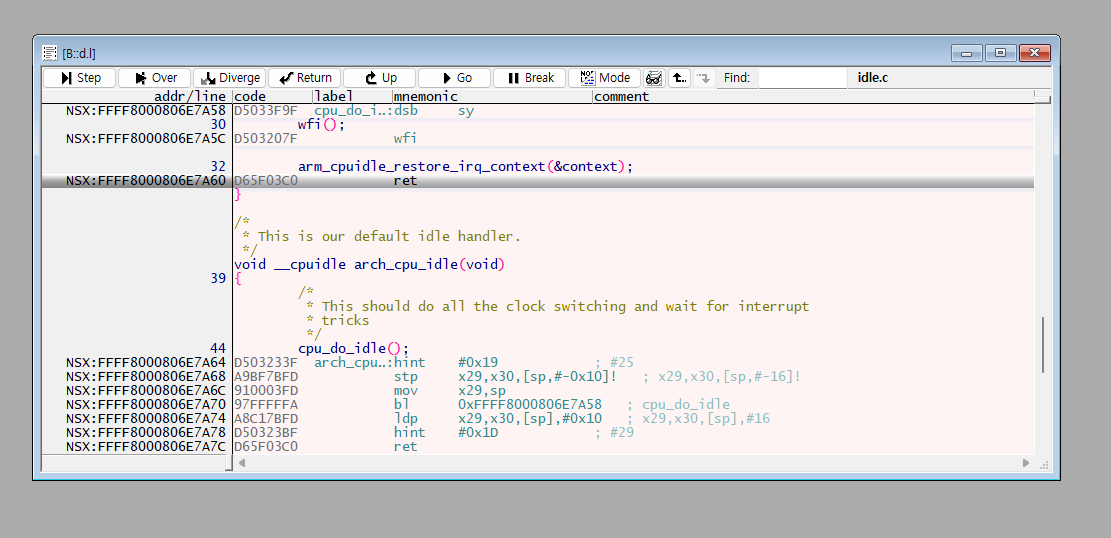 [B::d.l]
Step Over Diverge Return Up Go Break Mode Find: idle.c
addr/line code label mnemonic comment
NSX:FFFF8000806E7A58 D5033F9F cpu_do_i..:dsb sy
30 wfi();
NSX:FFFF8000806E7A5C D503207F wfi
32 arm_cpuidle_restore_irq_context(&context);
NSX:FFFF8000806E7A60 D65F03C0 ret
}
/*
* This is our default idle handler.
*/
void __cpuidle arch_cpu_idle(void)
39 {
/*
* This should do all the clock switching and wait for interrupt
* tricks
*/
44 cpu_do_idle();
NSX:FFFF8000806E7A64 D503233F arch_cpu..:hint #0x19 ; #25
NSX:FFFF8000806E7A68 A9BF7BFD stp x29,x30,[sp,#-0x10]! ; x29,x30,[sp,#-16]!
NSX:FFFF8000806E7A6C 910003FD mov x29,sp
NSX:FFFF8000806E7A70 97FFFFFA bl 0xFFFF8000806E7A58 ; cpu_do_idle
NSX:FFFF8000806E7A74 A8C17BFD ldp x29,x30,[sp],#0x10 ; x29,x30,[sp],#16
NSX:FFFF8000806E7A78 D50323BF hint #0x1D ; #29
NSX:FFFF8000806E7A7C D65F03C0 ret